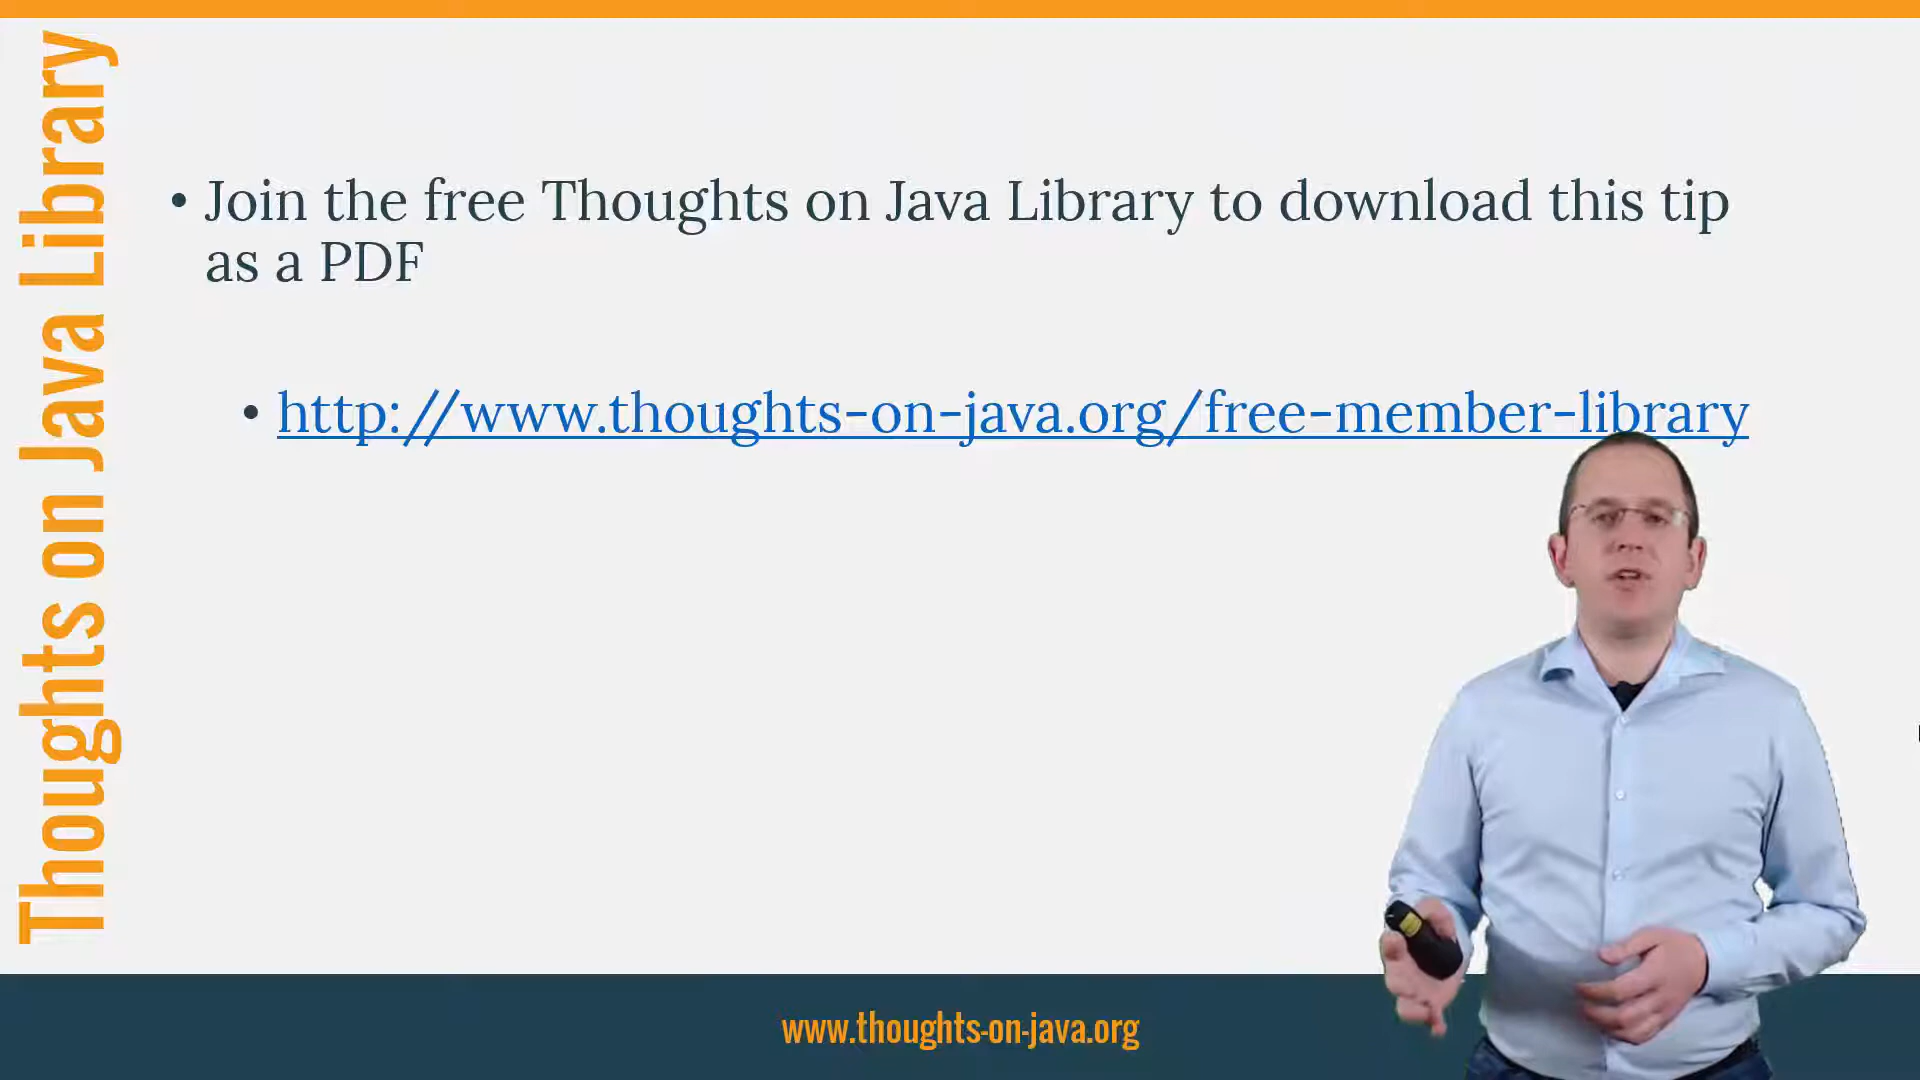 Thoughts on Java Library
• Join the free Thoughts on Java Library to download this tip
as a PDF
• http://www.thoughts-on-java.org/free-member-library
www.thoughts-on-java.org